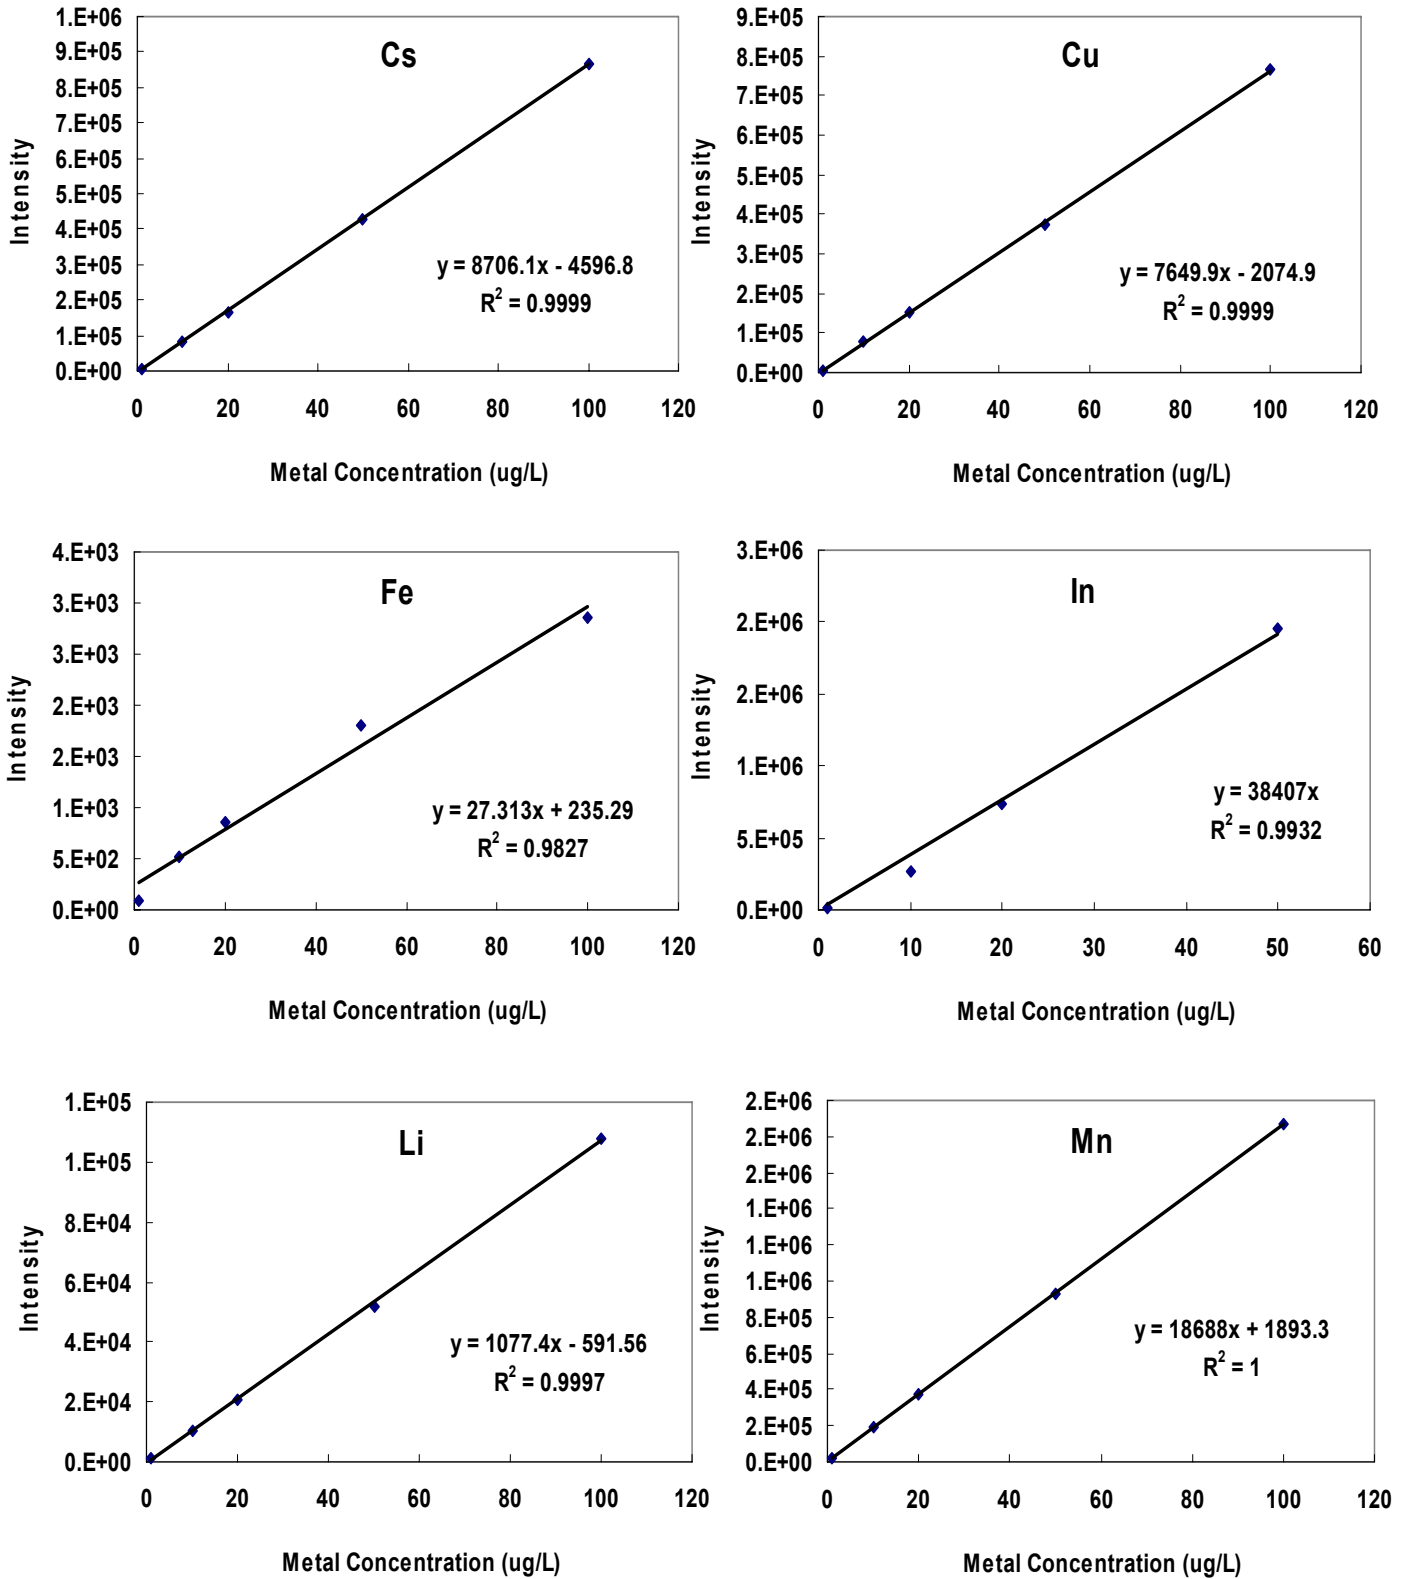 Cs
Intensity
1.E+06
9.E+05
8.E+05
7.E+05
6.E+05
5.E+05
4.E+05
3.E+05
2.E+05
1.E+05
0.E+00
y = 8706.1x - 4596.8
R² = 0.9999
0 20 40 60 80 100 120
Metal Concentration (ug/L)
Cu
Intensity
9.E+05
8.E+05
7.E+05
6.E+05
5.E+05
4.E+05
3.E+05
2.E+05
1.E+05
0.E+00
y = 7649.9x - 2074.9
R² = 0.9999
0 20 40 60 80 100 120
Metal Concentration (ug/L)
Fe
Intensity
4.E+03
3.E+03
3.E+03
2.E+03
2.E+03
1.E+03
5.E+02
0.E+00
y = 27.313x + 235.29
R² = 0.9827
0 20 40 60 80 100 120
Metal Concentration (ug/L)
In
Intensity
3.E+06
2.E+06
2.E+06
1.E+06
5.E+05
0.E+00
y = 38407x
R² = 0.9932
0 10 20 30 40 50 60
Metal Concentration (ug/L)
Li
Intensity
1.E+05
1.E+05
8.E+04
6.E+04
4.E+04
2.E+04
0.E+00
y = 1077.4x - 591.56
R² = 0.9997
0 20 40 60 80 100 120
Metal Concentration (ug/L)
Mn
Intensity
2.E+06
2.E+06
2.E+06
1.E+06
1.E+06
1.E+06
8.E+05
6.E+05
4.E+05
2.E+05
0.E+00
y = 18688x + 1893.3
R² = 1
0 20 40 60 80 100 120
Metal Concentration (ug/L)